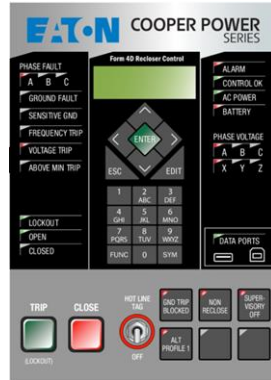 EATON COOPER POWER
SERIES
Form 4D Recloser Control
PHASE FAULT
A B C
GROUND FAULT
SENSITIVE GND
FREQUENCY TRIP
VOLTAGE TRIP
ABOVE MIN TRIP
LOCKOUT
OPEN
CLOSED
ENTER
ESC
EDIT
1
2
ABC
3
DEF
4
GHI
5
JKL
6
MNO
7
PQRS
8
TUV
9
WXYZ
FUNC
0
SYM
ALARM
CONTROL OK
AC POWER
BATTERY
PHASE VOLTAGE
A B C
X Y Z
DATA PORTS
TRIP
(LOCKOUT)
CLOSE
HOT LINE
TAG
OFF
GND TRIP
BLOCKED
NON
RECLOSE
SUPER-
VISORY
OFF
ALT
PROFILE 1